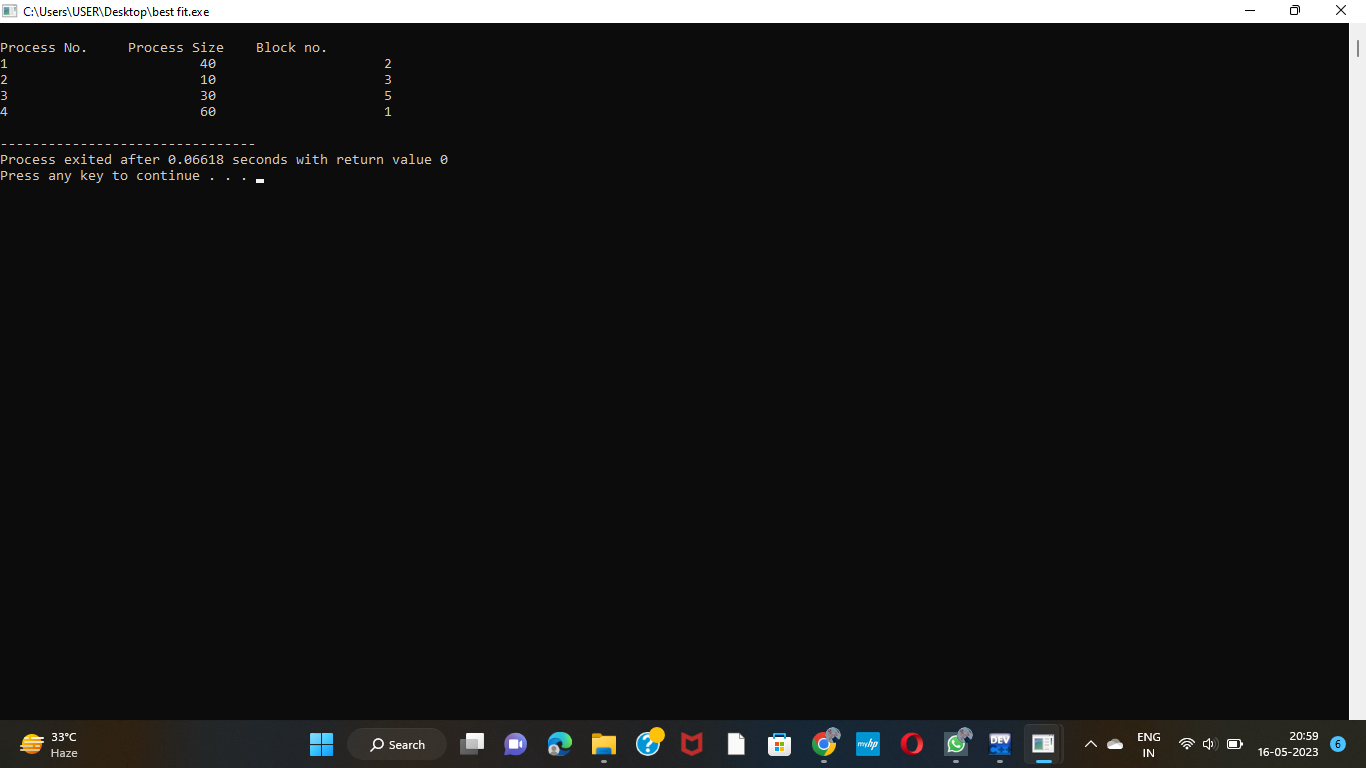 C:\Users\USER\Desktop\best fit.exe
Process No.     Process Size    Block no.
1                        40                     2
2                        10                     3
3                        30                     5
4                        60                     1
--------------------------------
Process exited after 0.06618 seconds with return value 0
Press any key to continue . . .
33°C
Haze
Search
myhp
DEV
ENG
IN
20:59
16-05-2023
6